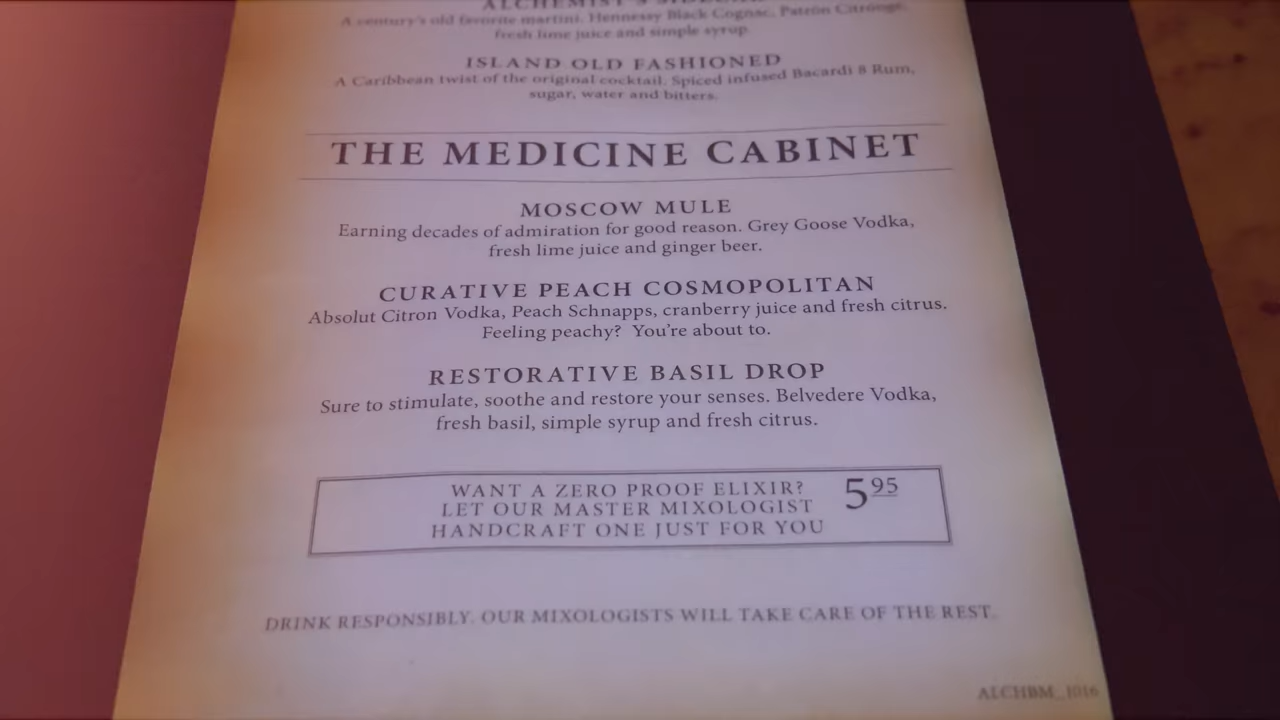 ALCHEMIST'S
A century's old favorite martini. Hennessy Black Cognac, Patrón Citrónge,
fresh lime juice and simple syrup.
ISLAND OLD FASHIONED
A Caribbean twist of the original cocktail. Spiced infused Bacardi 8 Rum,
sugar, water and bitters.
THE MEDICINE CABINET
MOSCOW MULE
Earning decades of admiration for good reason. Grey Goose Vodka,
fresh lime juice and ginger beer.
CURATIVE PEACH COSMOPOLITAN
Absolut Citron Vodka, Peach Schnapps, cranberry juice and fresh citrus.
Feeling peachy? You're about to.
RESTORATIVE BASIL DROP
Sure to stimulate, soothe and restore your senses. Belvedere Vodka,
fresh basil, simple syrup and fresh citrus.
WANT A ZERO PROOF ELIXIR?
LET OUR MASTER MIXOLOGIST
HANDCRAFT ONE JUST FOR YOU
5 95
DRINK RESPONSIBLY. OUR MIXOLOGISTS WILL TAKE CARE OF THE REST.
ALCHBM_1016